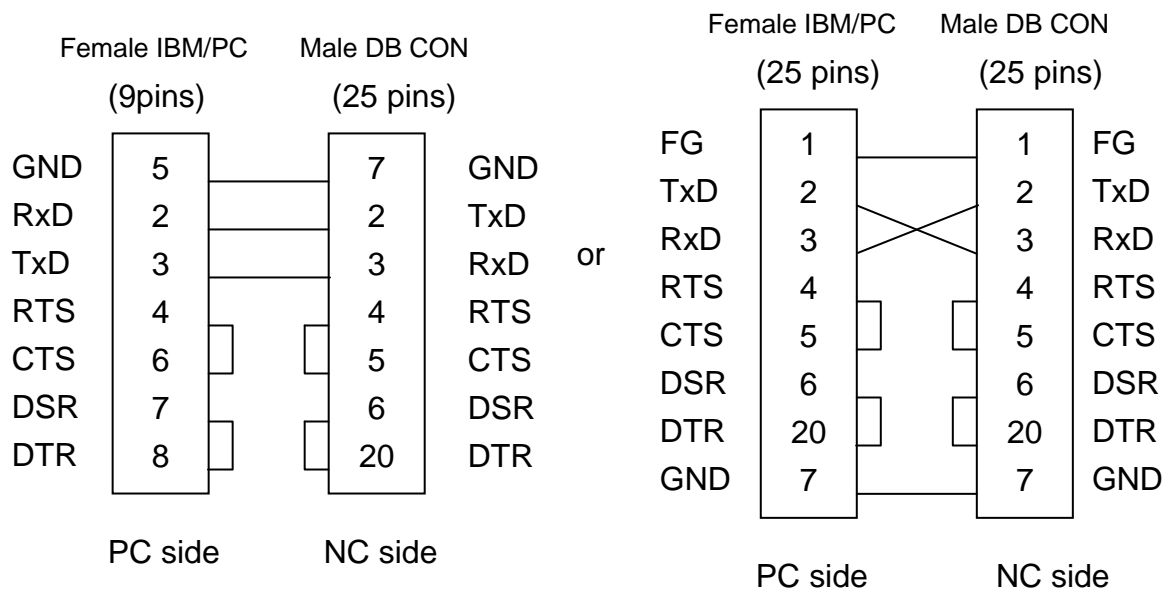 Female IBM/PC Male DB CON
(9pins) (25 pins)
GND 5 7 GND
RxD 2 2 TxD
TxD 3 3 RxD
RTS 4 4 RTS
CTS 6 5 CTS
DSR 7 6 DSR
DTR 8 20 DTR
PC side NC side
or
Female IBM/PC Male DB CON
(25 pins) (25 pins)
FG 1 1 FG
TxD 2 2 TxD
RxD 3 3 RxD
RTS 4 4 RTS
CTS 5 5 CTS
DSR 6 6 DSR
DTR 20 20 DTR
GND 7 7 GND
PC side NC side